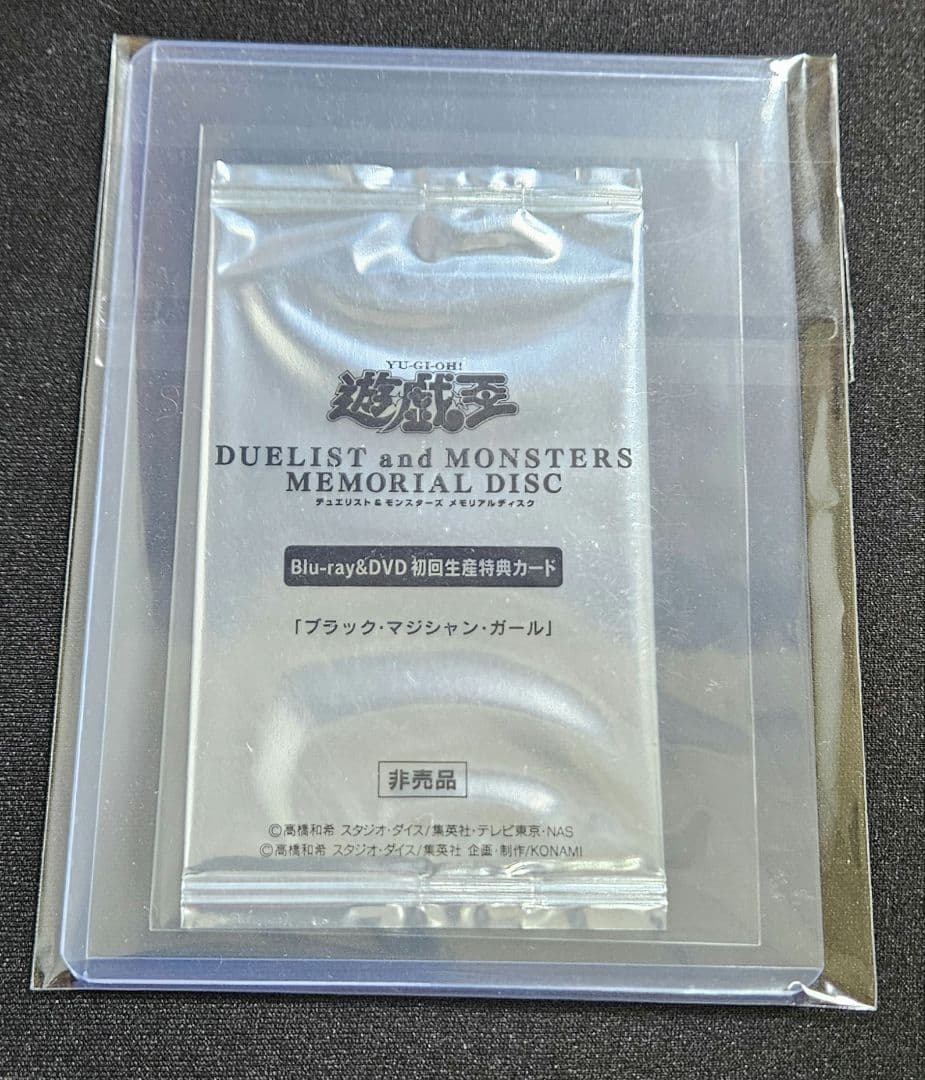 YU-GI-OH!
遊戯王
DUELIST and MONSTERS
MEMORIAL DISC
デュエリスト&モンスターズ メモリアルディスク
Blu-ray&DVD 初回生産特典カード
「ブラック・マジシャン・ガール」
非売品
©高橋和希 スタジオ・ダイス/集英社・テレビ東京・NAS
©高橋和希 スタジオ・ダイス/集英社 企画・制作/KONAMI